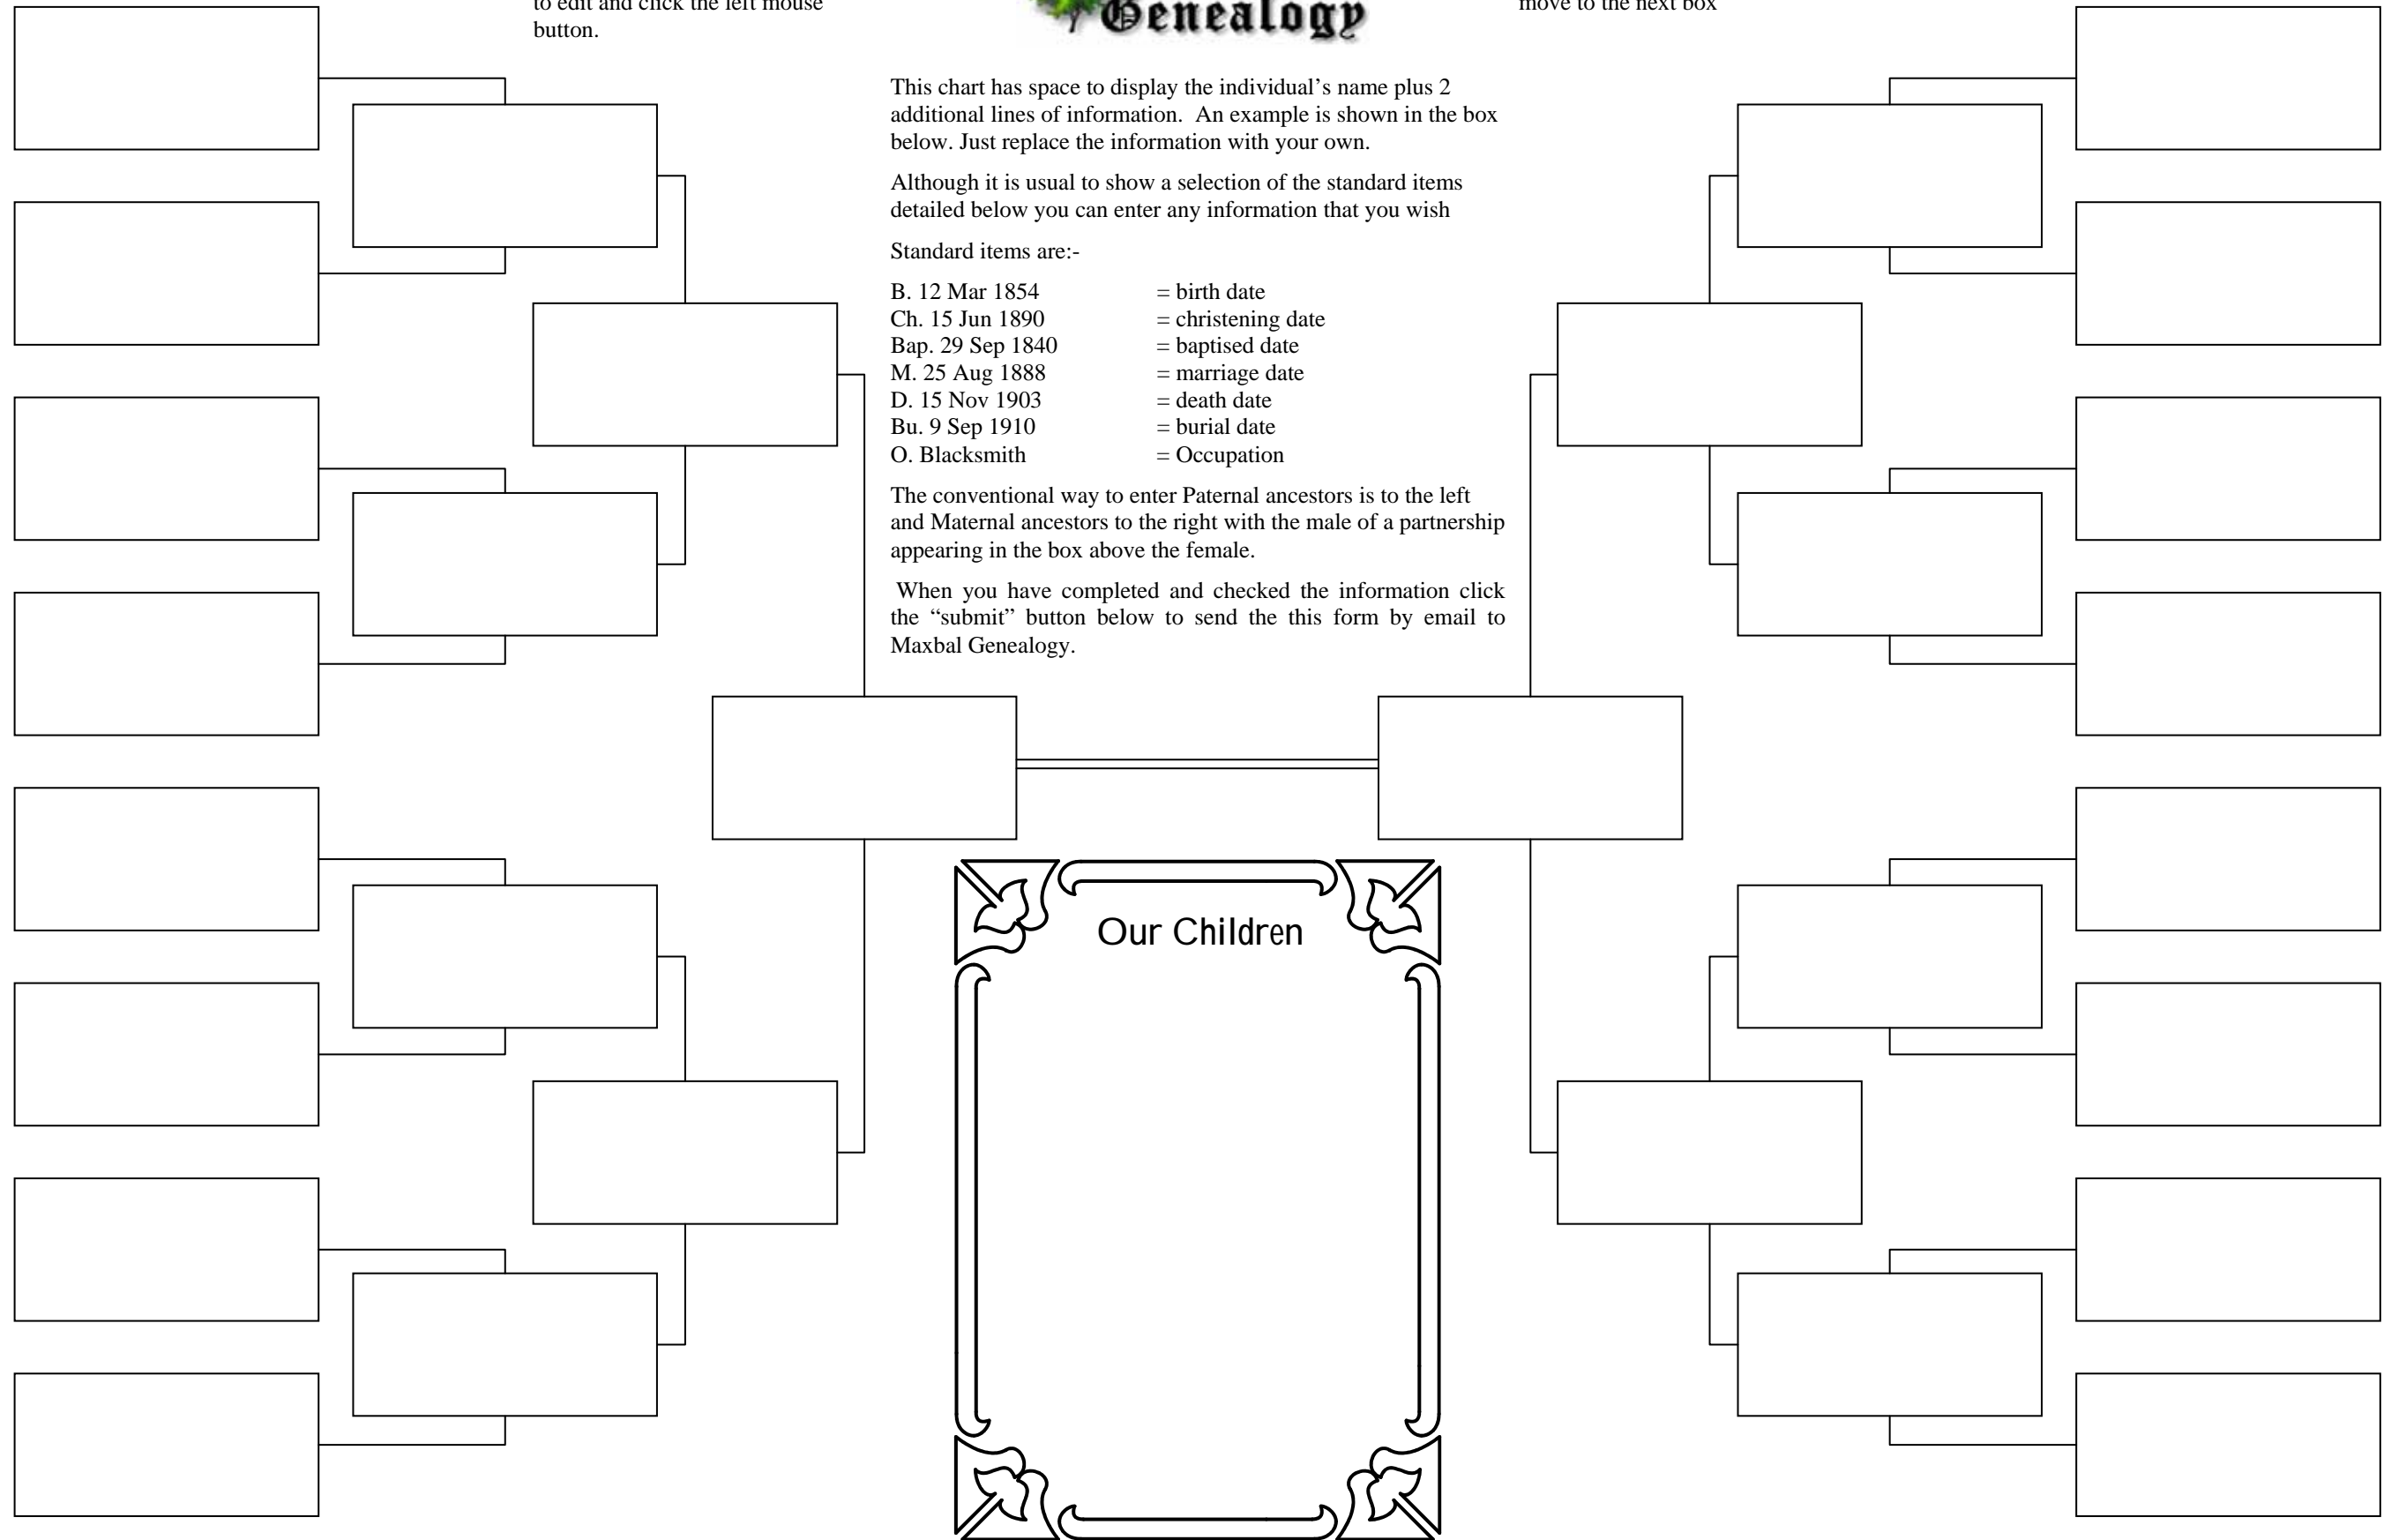 to edit and click the left mouse
button.
Genealogy
move to the next box
This chart has space to display the individual’s name plus 2
additional lines of information.  An example is shown in the box
below. Just replace the information with your own.
Although it is usual to show a selection of the standard items
detailed below you can enter any information that you wish
Standard items are:-
B. 12 Mar 1854 = birth date
Ch. 15 Jun 1890 = christening date
Bap. 29 Sep 1840 = baptised date
M. 25 Aug 1888 = marriage date
D. 15 Nov 1903 = death date
Bu. 9 Sep 1910 = burial date
O. Blacksmith = Occupation
The conventional way to enter Paternal ancestors is to the left
and Maternal ancestors to the right with the male of a partnership
appearing in the box above the female.
When you have completed and checked the information click
the “submit” button below to send the this form by email to
Maxbal Genealogy.
Our Children